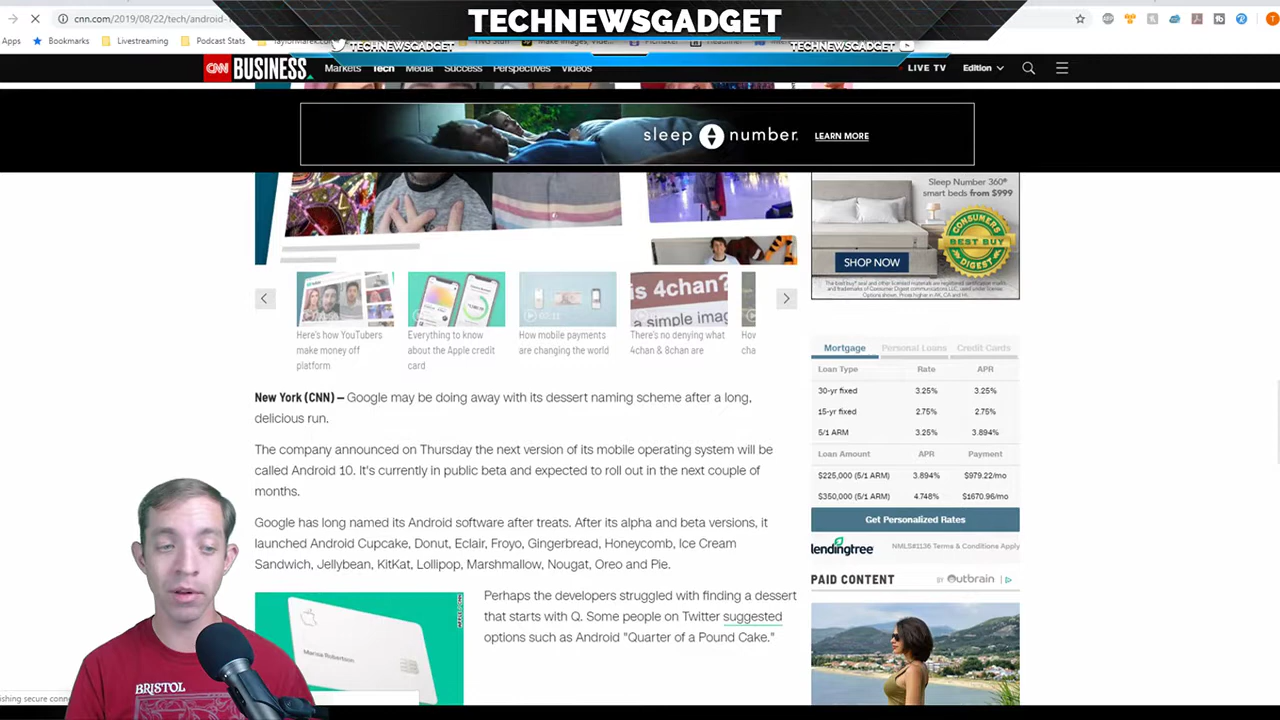 cnn.com/2019/08/22/tech/android-
TECHNEWSGADGET
Apps
Bookmarks
Livestreaming
Podcast Stats
TECHNEWSGADGET
TECHNEWSGADGET
CNN BUSINESS
Markets Tech Media Success Perspectives Videos
LIVE TV Edition
sleep number. LEARN MORE
Sleep Number 360®
smart beds from $999
CONSUMERS
BEST BUY
DIGEST
SHOP NOW
is 4chan?
a simple imag
Here's how YouTubers
make money off
platform
Everything to know
about the Apple credit
card
How mobile payments
are changing the world
There's no denying what
4chan & 8chan are
How
cha
New York (CNN) — Google may be doing away with its dessert naming scheme after a long,
delicious run.
The company announced on Thursday the next version of its mobile operating system will be
called Android 10. It's currently in public beta and expected to roll out in the next couple of
months.
Google has long named its Android software after treats. After its alpha and beta versions, it
launched Android Cupcake, Donut, Eclair, Froyo, Gingerbread, Honeycomb, Ice Cream
Sandwich, Jellybean, KitKat, Lollipop, Marshmallow, Nougat, Oreo and Pie.
Perhaps the developers struggled with finding a dessert
that starts with Q. Some people on Twitter suggested
options such as Android "Quarter of a Pound Cake."
Marisa Robertson
Mortgage Personal Loans Credit Cards
Loan Type Rate APR
30-yr fixed 3.25% 3.25%
15-yr fixed 2.75% 2.75%
5/1 ARM 3.25% 3.894%
Loan Amount APR Payment
$225,000 (5/1 ARM) 3.894% $979.22/mo
$350,000 (5/1 ARM) 4.748% $1670.96/mo
Get Personalized Rates
lendingtree NMLS#1136 Terms & Conditions Apply
PAID CONTENT BY Outbrain
BRISTOL